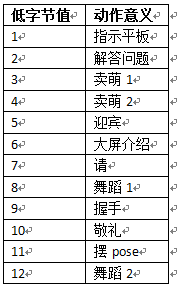 低字节值 动作意义
1 指示平板
2 解答问题
3 卖萌 1
4 卖萌 2
5 迎宾
6 大屏介绍
7 请
8 舞蹈 1
9 握手
10 敬礼
11 摆 pose
12 舞蹈 2